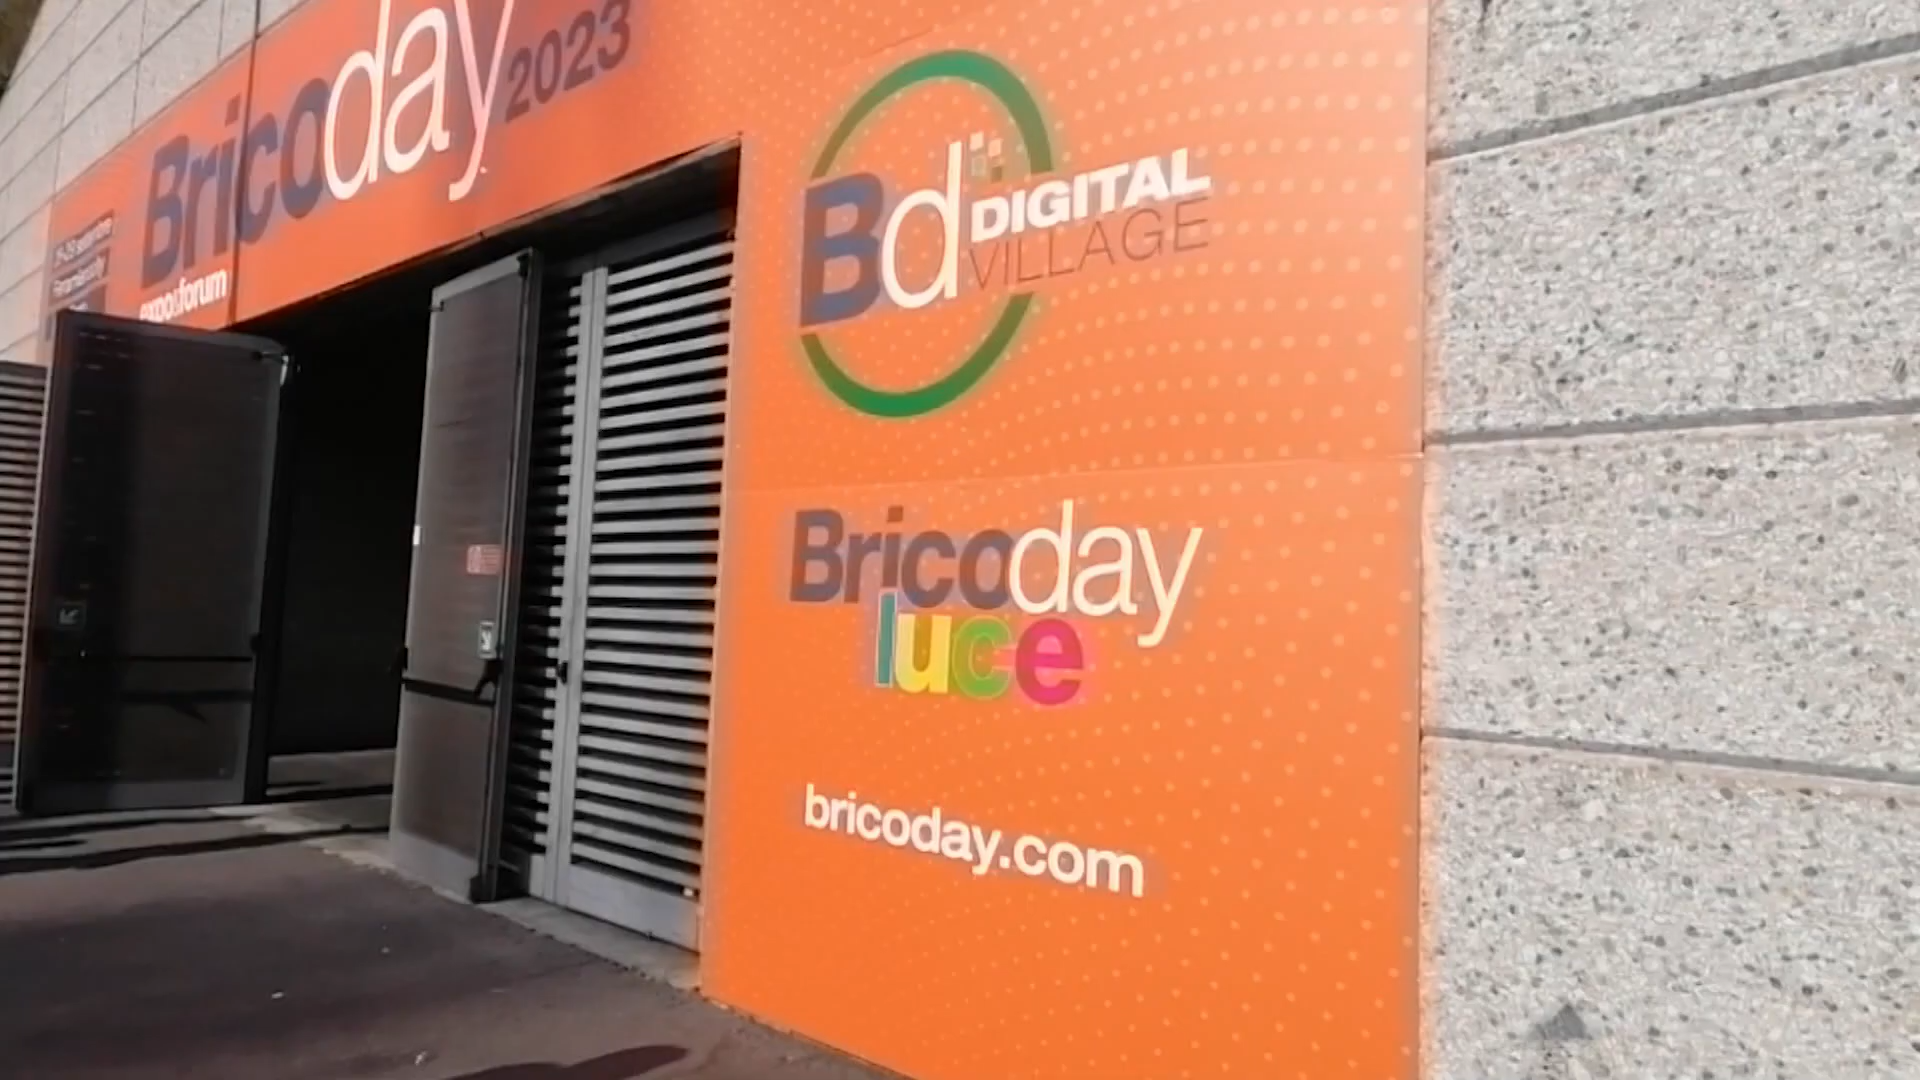 Bricoday 2023
expo&forum
Bd DIGITAL
VILLAGE
Bricoday
luce
bricoday.com